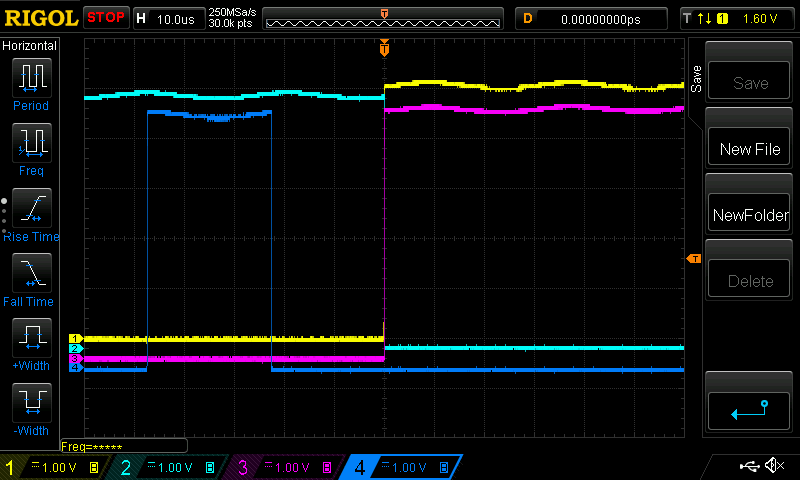 RIGOL STOP H 10.0us 250MSa/s
30.0k pts
T D 0.00000000ps T 1 1.60 V
Horizontal
Period
Freq
Rise Time
Fall Time
+Width
-Width
T
T
1
2
3
4
Freq=*****
Save
Save
New File
NewFolder
Delete
1 1.00 V B 2 1.00 V B 3 1.00 V B 4 1.00 V B